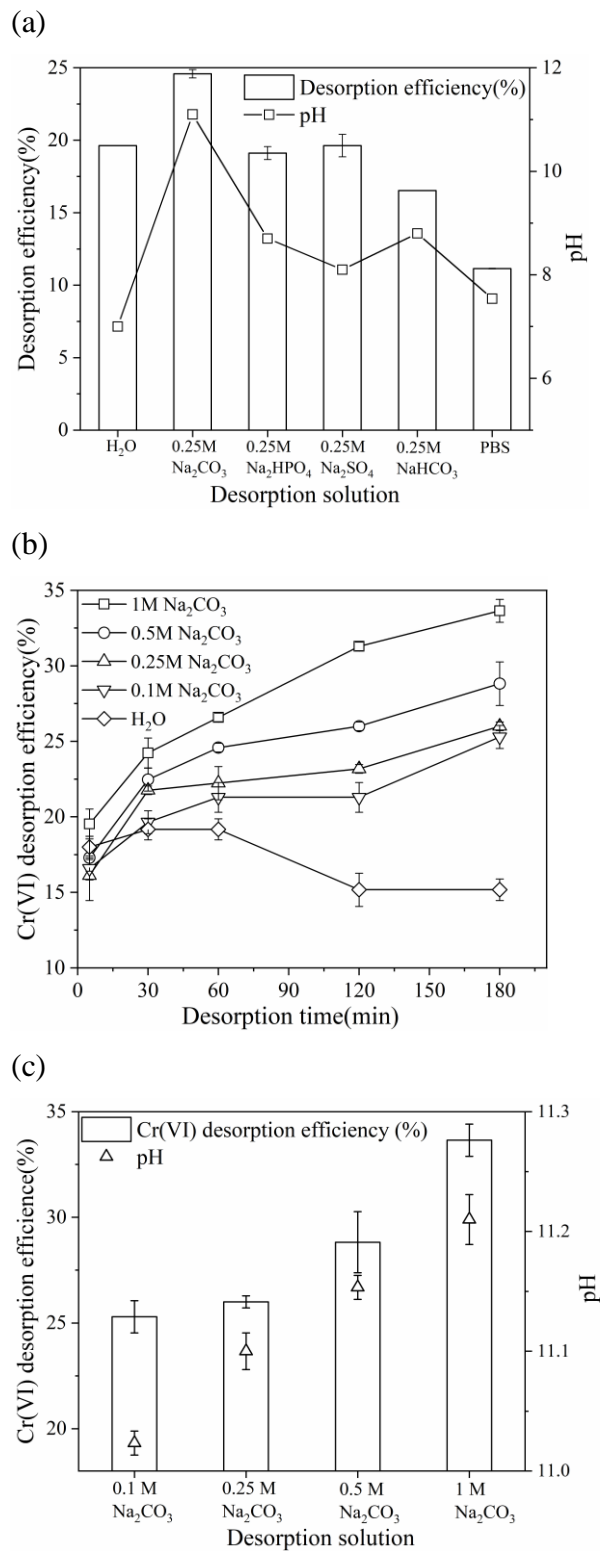 (a)
25
20
15
10
5
0
Desorption efficiency(%)
Desorption efficiency(%)
pH
12
10
8
6
pH
H₂O
0.25M
Na₂CO₃
0.25M
Na₂HPO₄
0.25M
Na₂SO₄
0.25M
NaHCO₃
PBS
Desorption solution
(b)
35
30
25
20
15
10
Cr(VI) desorption efficiency(%)
1M Na₂CO₃
0.5M Na₂CO₃
0.25M Na₂CO₃
0.1M Na₂CO₃
H₂O
0
30
60
90
120
150
180
Desorption time(min)
(c)
35
30
25
20
Cr(VI) desorption efficience(%)
Cr(VI) desorption efficiency (%)
pH
11.3
11.2
11.1
11.0
pH
0.1 M
Na₂CO₃
0.25 M
Na₂CO₃
0.5 M
Na₂CO₃
1 M
Na₂CO₃
Desorption solution